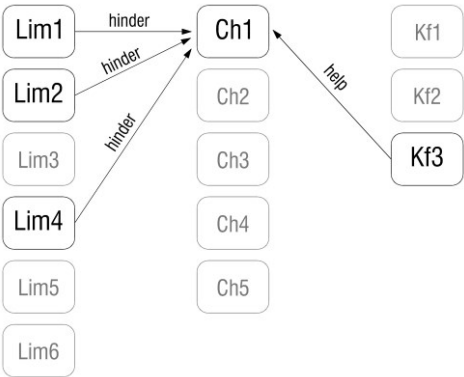 Lim1
hinder
Ch1
Kf1
Lim2
hinder
Ch2
help
Kf2
Lim3
hinder
Ch3
Kf3
Lim4
Ch4
Lim5
Ch5
Lim6